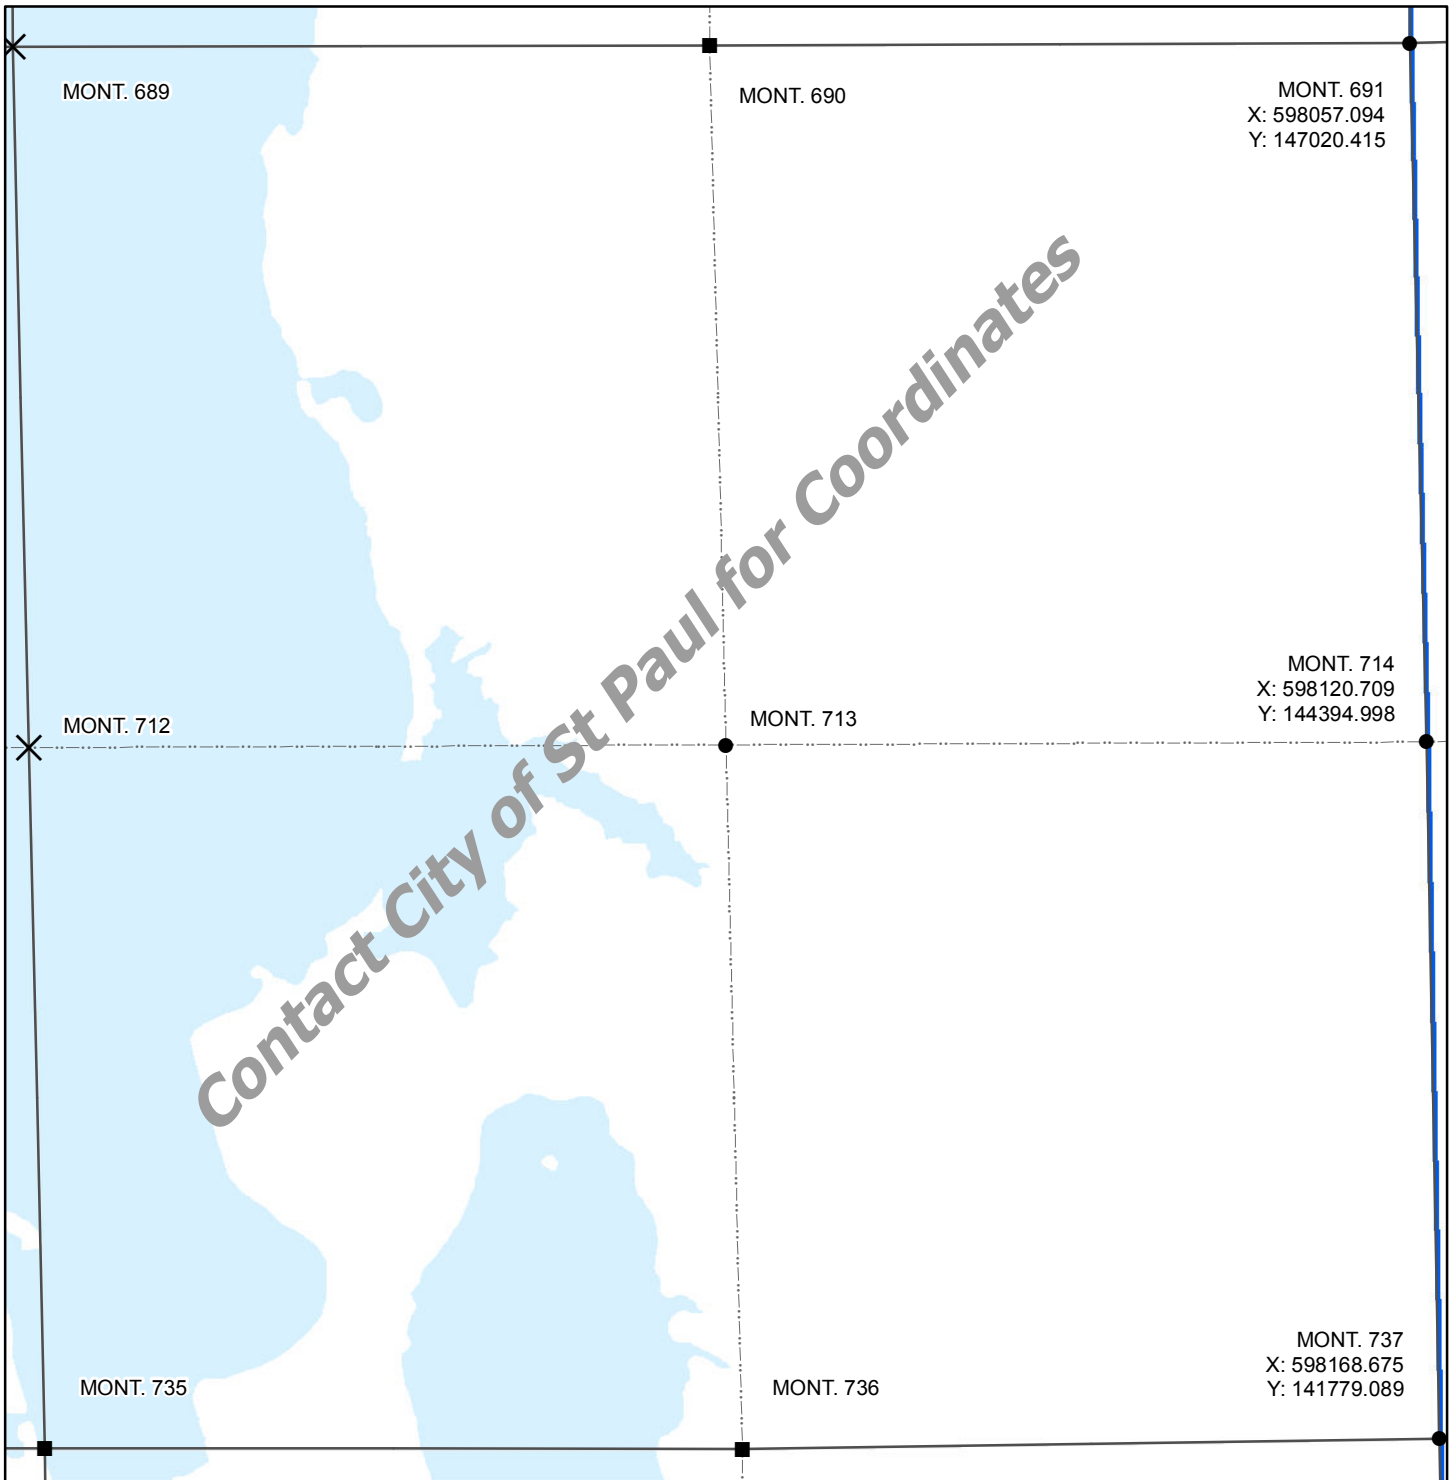 MONT. 689
MONT. 690
MONT. 691
X: 598057.094
Y: 147020.415
Contact City of St Paul for Coordinates
MONT. 712
MONT. 713
MONT. 714
X: 598120.709
Y: 144394.998
MONT. 735
MONT. 736
MONT. 737
X: 598168.675
Y: 141779.089